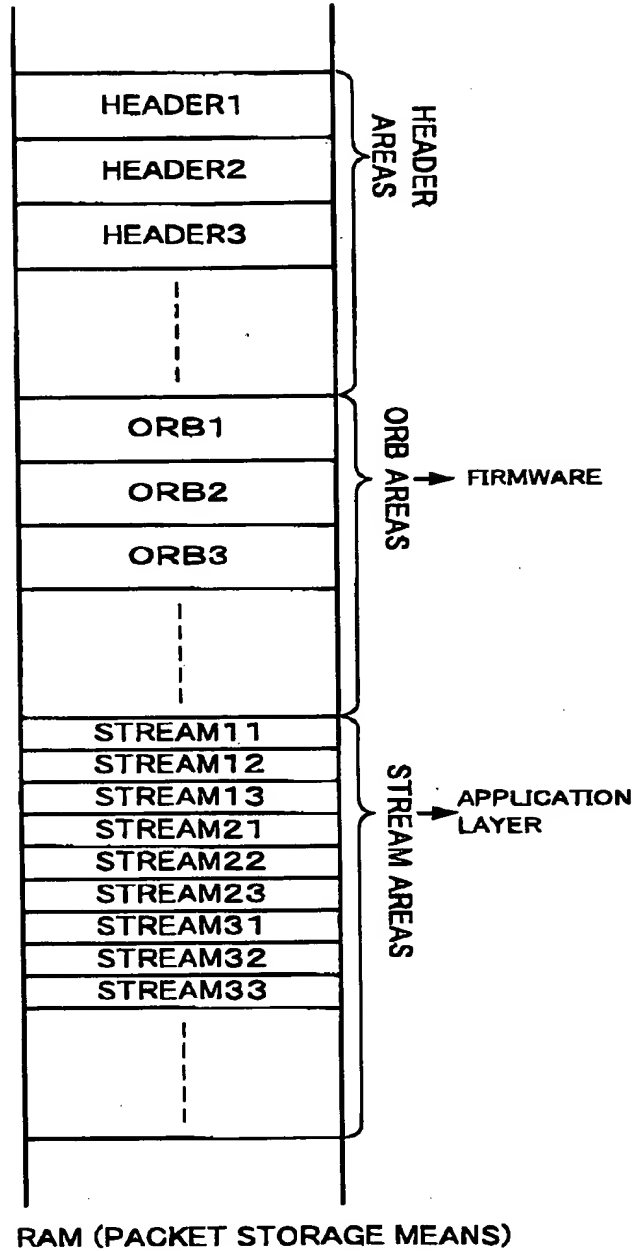 HEADER1
HEADER2
HEADER3
HEADER
AREAS
ORB1
ORB2
ORB3
ORB AREAS
FIRMWARE
STREAM11
STREAM12
STREAM13
STREAM21
STREAM22
STREAM23
STREAM31
STREAM32
STREAM33
STREAM AREAS
APPLICATION
LAYER
RAM (PACKET STORAGE MEANS)